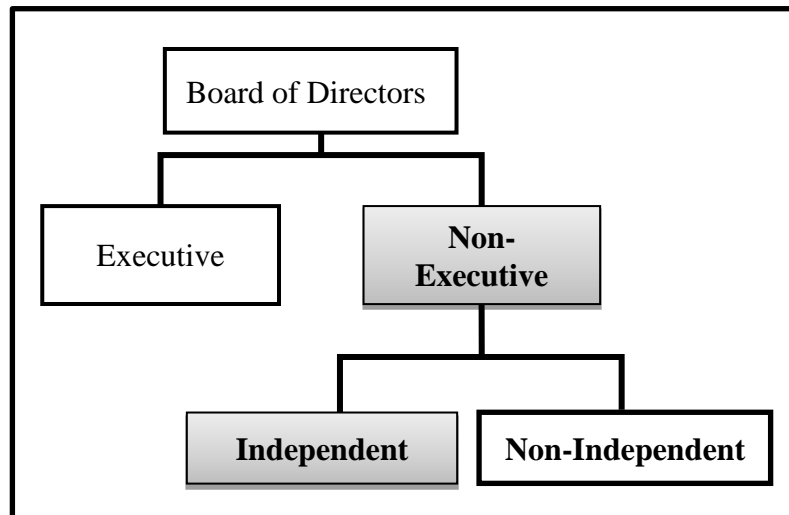 Board of Directors
Executive
Non-
Executive
Independent
Non-Independent